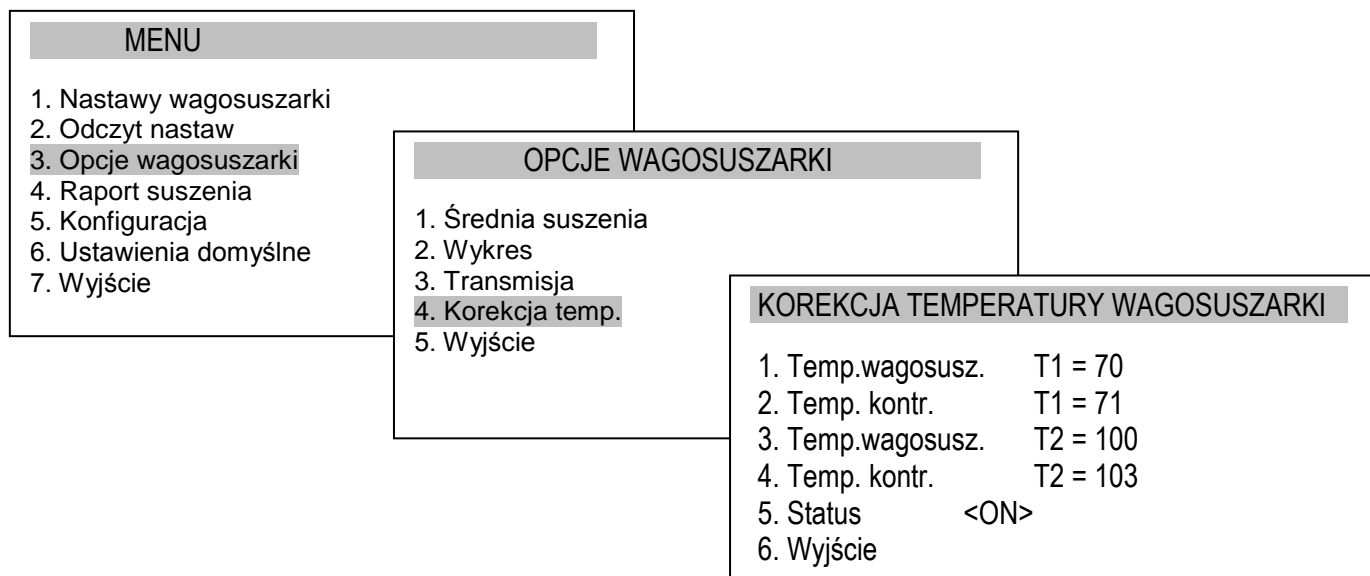 MENU
1. Nastawy wagosuszarki
2. Odczyt nastaw
3. Opcje wagosuszarki
4. Raport suszenia
5. Konfiguracja
6. Ustawienia domyślne
7. Wyjście
OPCJE WAGOSUSZARKI
1. Średnia suszenia
2. Wykres
3. Transmisja
4. Korekcja temp.
5. Wyjście
KOREKCJA TEMPERATURY WAGOSUSZARKI
1. Temp.wagosusz. T1 = 70
2. Temp. kontr. T1 = 71
3. Temp.wagosusz. T2 = 100
4. Temp. kontr. T2 = 103
5. Status <ON>
6. Wyjście